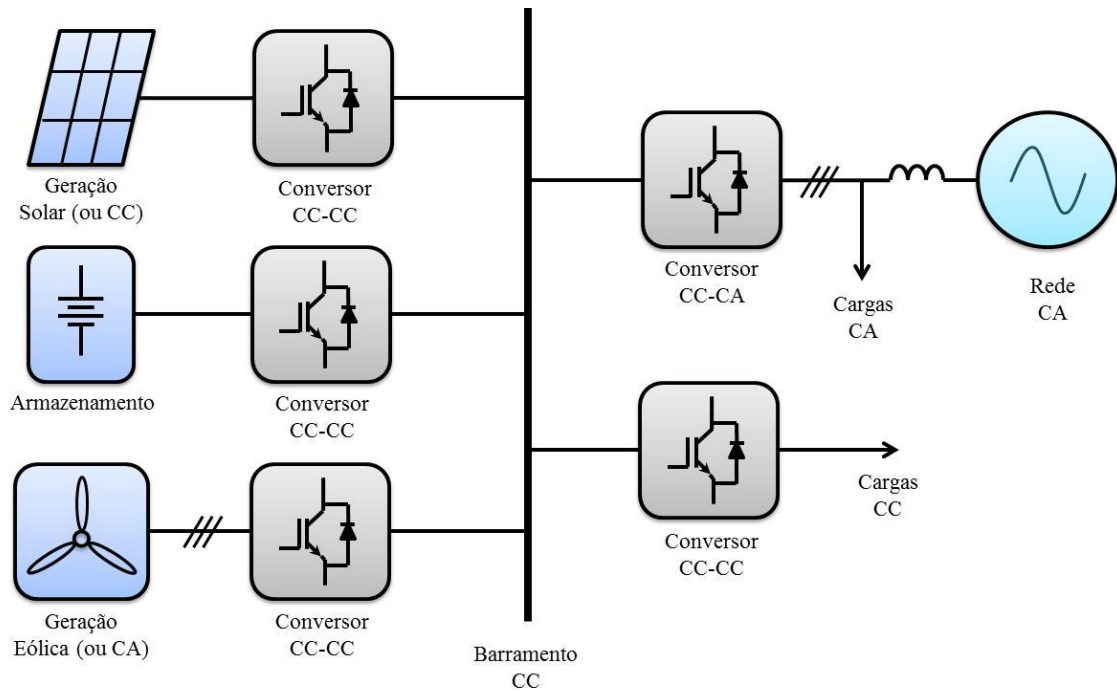 Geração
Solar (ou CC)
Conversor
CC-CC
Armazenamento
Conversor
CC-CC
Geração
Eólica (ou CA)
Conversor
CC-CC
Barramento
CC
Conversor
CC-CA
Cargas
CA
Rede
CA
Conversor
CC-CC
Cargas
CC